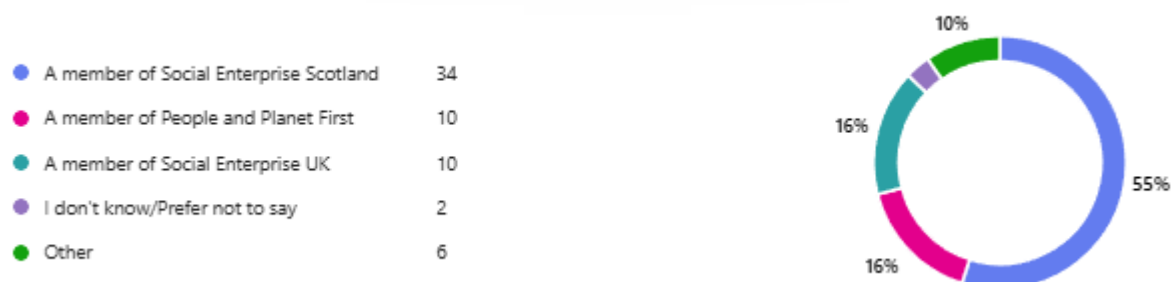 10%
A member of Social Enterprise Scotland 34
A member of People and Planet First 10
16%
A member of Social Enterprise UK 10
55%
I don't know/Prefer not to say 2
Other 6
16%